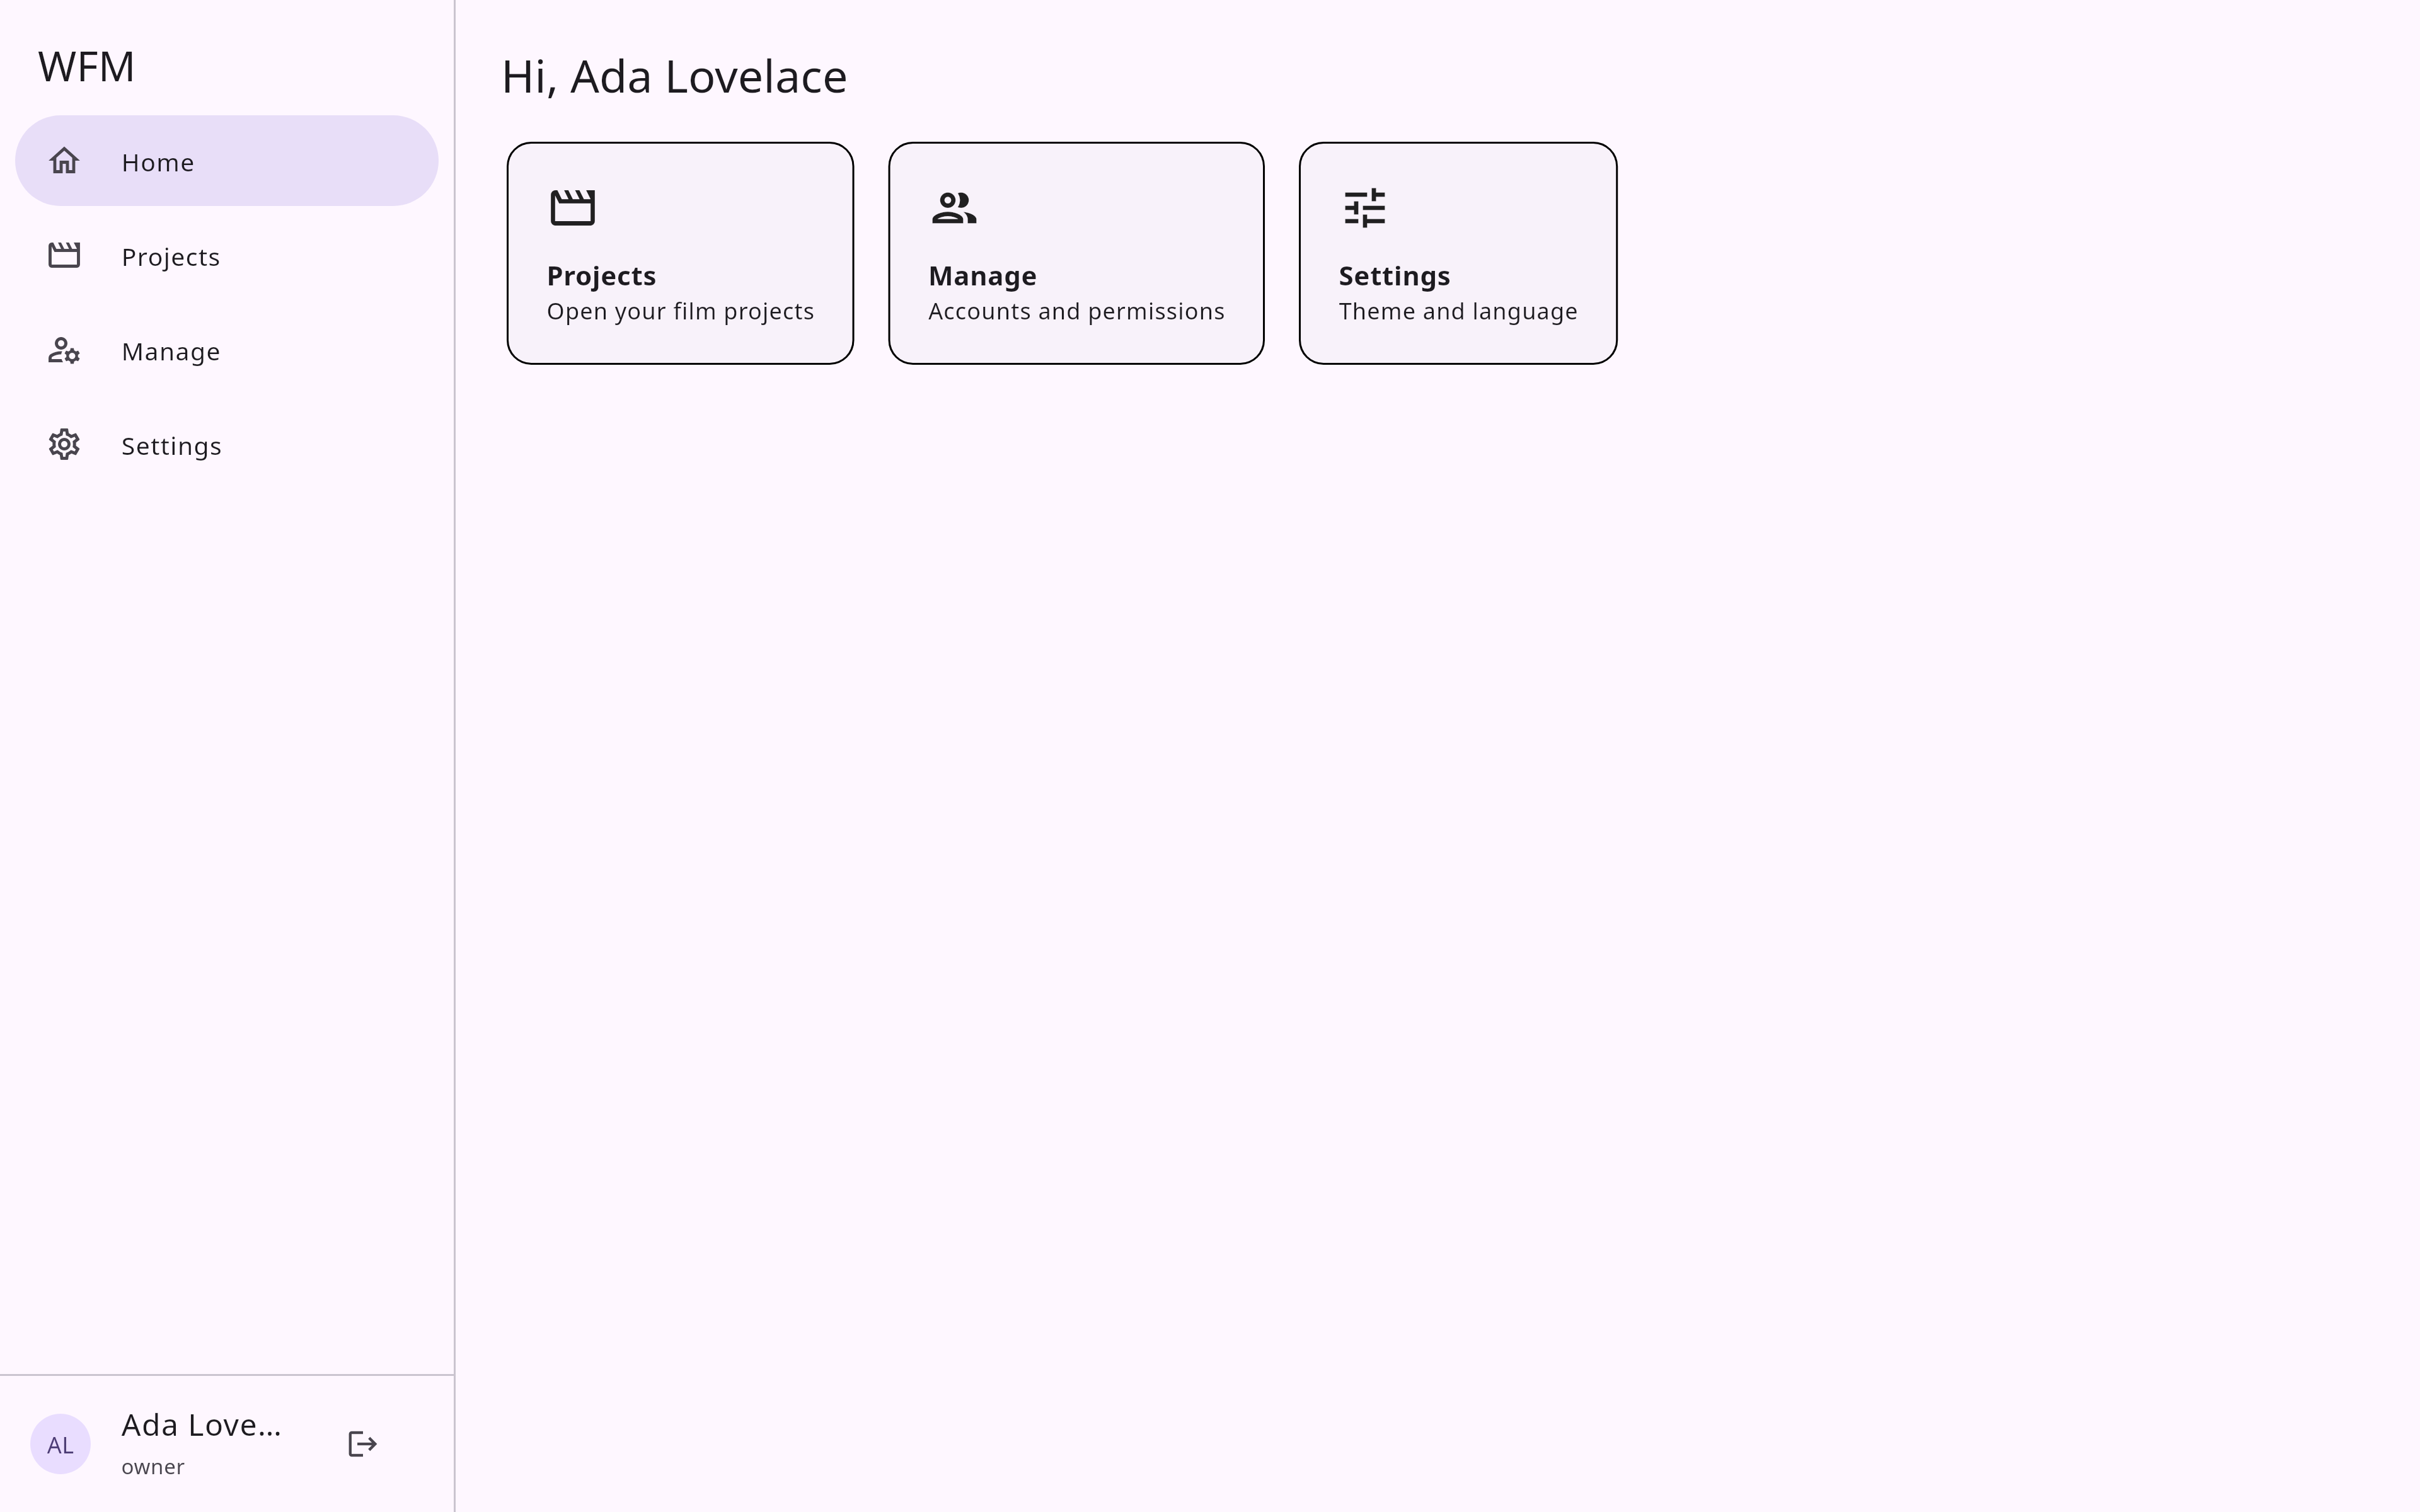 WFM
Home
Projects
Manage
Settings
Hi, Ada Lovelace
Projects
Open your film projects
Manage
Accounts and permissions
Settings
Theme and language
AL
Ada Love...
owner